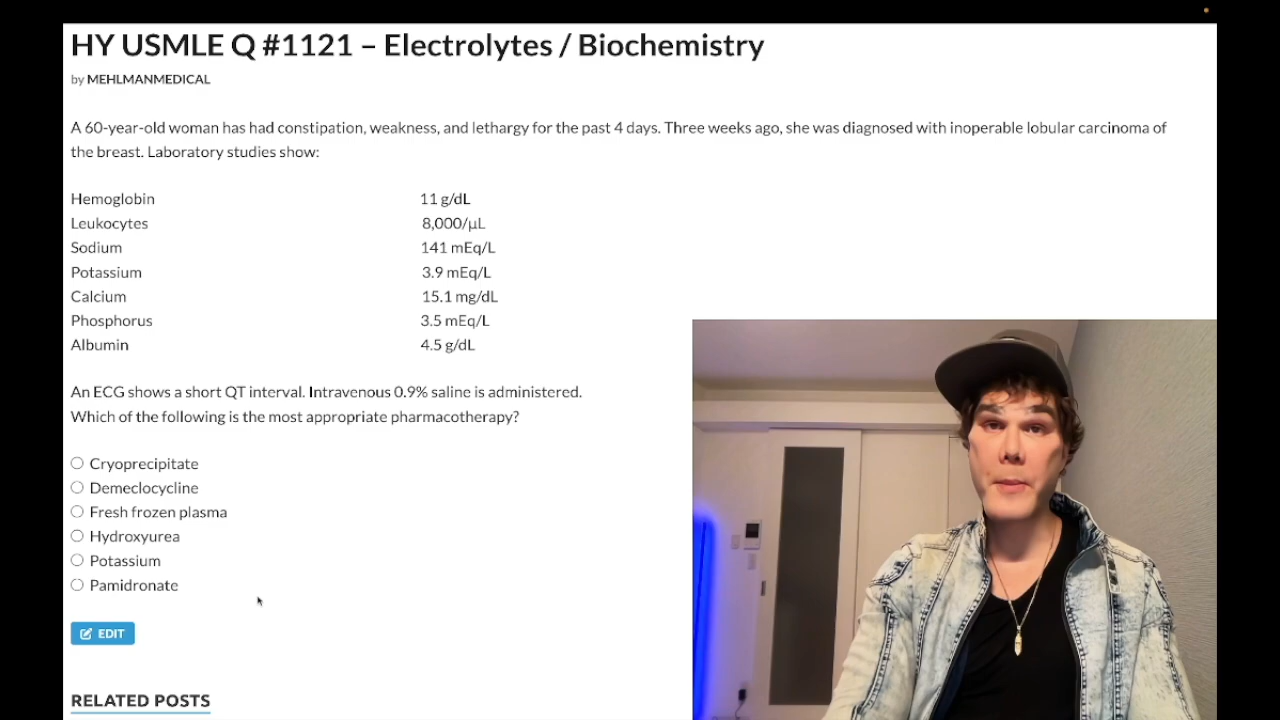 HY USMLE Q #1121 – Electrolytes / Biochemistry
by MEHLMANMEDICAL
A 60-year-old woman has had constipation, weakness, and lethargy for the past 4 days. Three weeks ago, she was diagnosed with inoperable lobular carcinoma of
the breast. Laboratory studies show:
Hemoglobin 11 g/dL
Leukocytes 8,000/μL
Sodium 141 mEq/L
Potassium 3.9 mEq/L
Calcium 15.1 mg/dL
Phosphorus 3.5 mEq/L
Albumin 4.5 g/dL
An ECG shows a short QT interval. Intravenous 0.9% saline is administered.
Which of the following is the most appropriate pharmacotherapy?
Cryoprecipitate
Demeclocycline
Fresh frozen plasma
Hydroxyurea
Potassium
Pamidronate
EDIT
RELATED POSTS